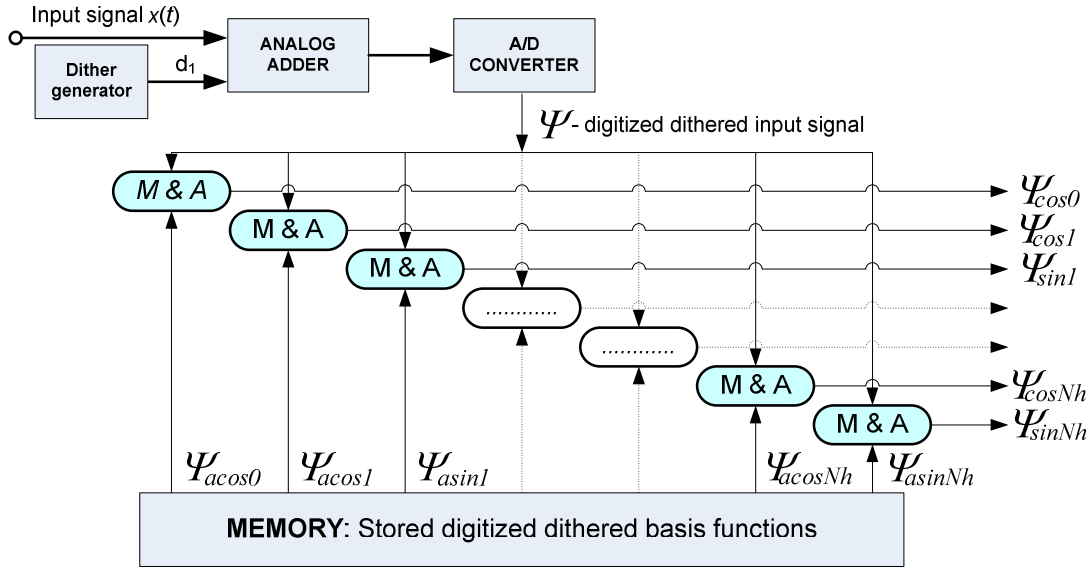 Input signal x(t)
Dither
generator
d1
ANALOG
ADDER
A/D
CONVERTER
Ψ - digitized dithered input signal
M & A
Ψcos0
M & A
Ψcos1
M & A
Ψsin1
............
............
M & A
ΨcosNh
M & A
ΨsinNh
Ψacos0
Ψacos1
Ψasin1
ΨacosNh
ΨasinNh
MEMORY: Stored digitized dithered basis functions